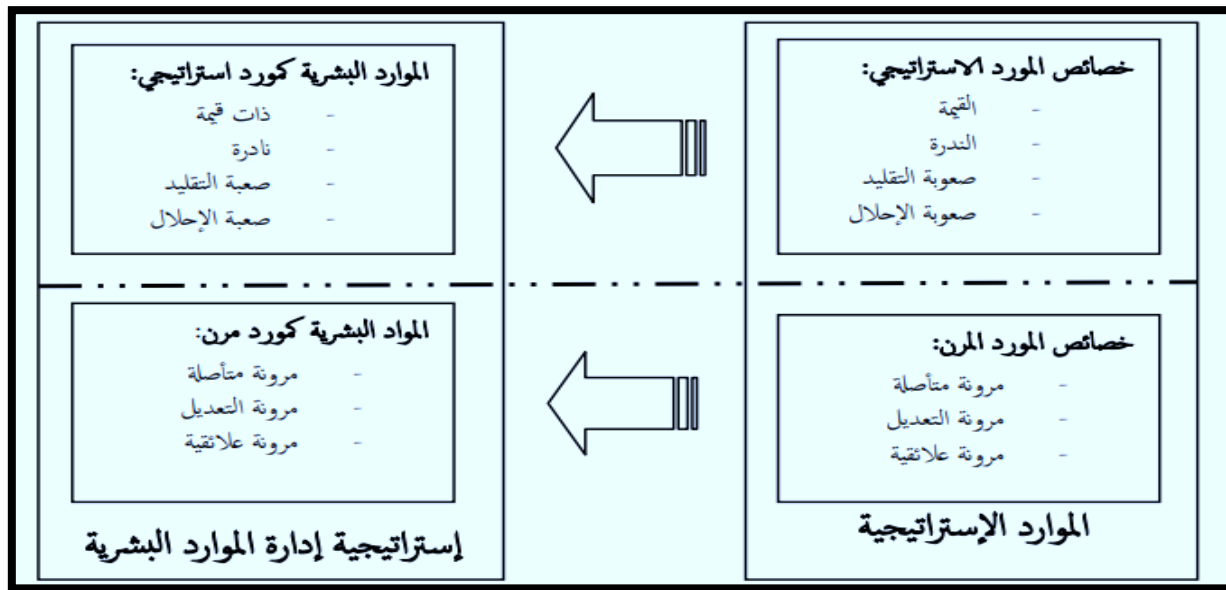 خصائص المورد الاستراتيجي:
- القيمة
- الندرة
- صعوبة التقليد
- صعوبة الإحلال
خصائص المورد المرن:
- مرونة متأصلة
- مرونة التعديل
- مرونة علائقية
الموارد الإستراتيجية
الموارد البشرية كمورد استراتيجي:
- ذات قيمة
- نادرة
- صعبة التقليد
- صعبة الإحلال
المواد البشرية كمورد مرن:
- مرونة متأصلة
- مرونة التعديل
- مرونة علائقية
إستراتيجية إدارة الموارد البشرية